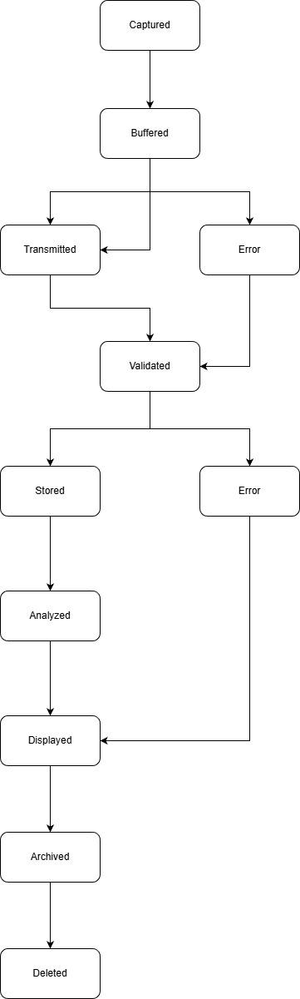 Captured
Buffered
Transmitted
Error
Validated
Stored
Error
Analyzed
Displayed
Archived
Deleted